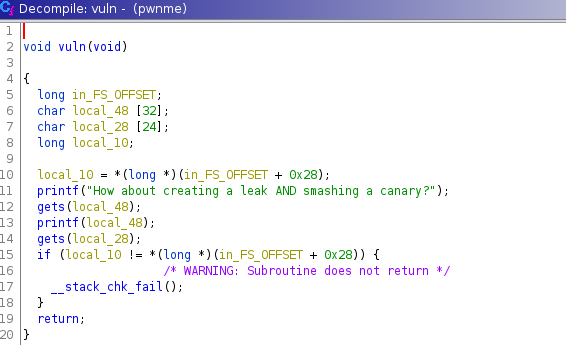 Decompile: vuln - (pwnme)
1
2 void vuln(void)
3
4 {
5 long in_FS_OFFSET;
6 char local_48 [32];
7 char local_28 [24];
8 long local_10;
9
10 local_10 = *(long *)(in_FS_OFFSET + 0x28);
11 printf("How about creating a leak AND smashing a canary?");
12 gets(local_48);
13 printf(local_48);
14 gets(local_28);
15 if (local_10 != *(long *)(in_FS_OFFSET + 0x28)) {
16 /* WARNING: Subroutine does not return */
17 __stack_chk_fail();
18 }
19 return;
20 }